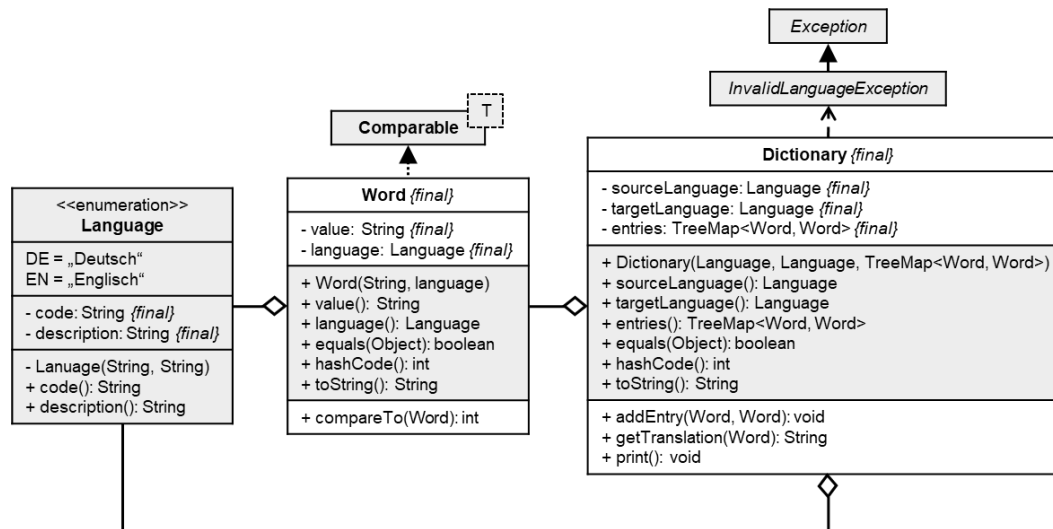 Exception
InvalidLanguageException
T
Comparable
<<enumeration>>
Language
DE = „Deutsch“
EN = „Englisch“
- code: String {final}
- description: String {final}
- Lanuage(String, String)
+ code(): String
+ description(): String
Word {final}
- value: String {final}
- language: Language {final}
+ Word(String, language)
+ value(): String
+ language(): Language
+ equals(Object): boolean
+ hashCode(): int
+ toString(): String
+ compareTo(Word): int
Dictionary {final}
- sourceLanguage: Language {final}
- targetLanguage: Language {final}
- entries: TreeMap<Word, Word> {final}
+ Dictionary(Language, Language, TreeMap<Word, Word>)
+ sourceLanguage(): Language
+ targetLanguage(): Language
+ entries(): TreeMap<Word, Word>
+ equals(Object): boolean
+ hashCode(): int
+ toString(): String
+ addEntry(Word, Word): void
+ getTranslation(Word): String
+ print(): void